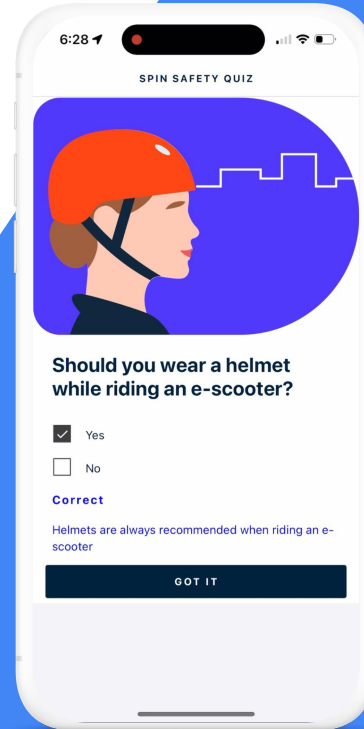 6:28
SPIN SAFETY QUIZ
Should you wear a helmet
while riding an e-scooter?
Yes
No
Correct
Helmets are always recommended when riding an e-
scooter
GOT IT